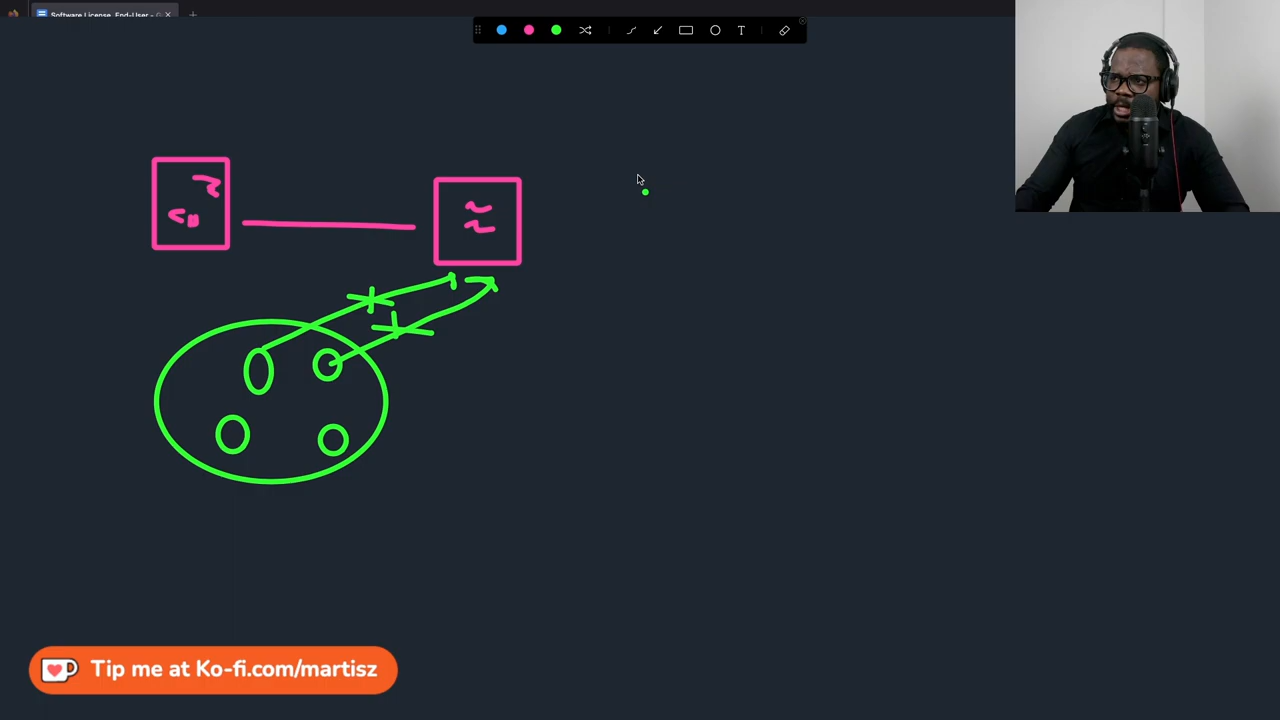 Software License, End-User - G
T
Tip me at Ko-fi.com/martisz